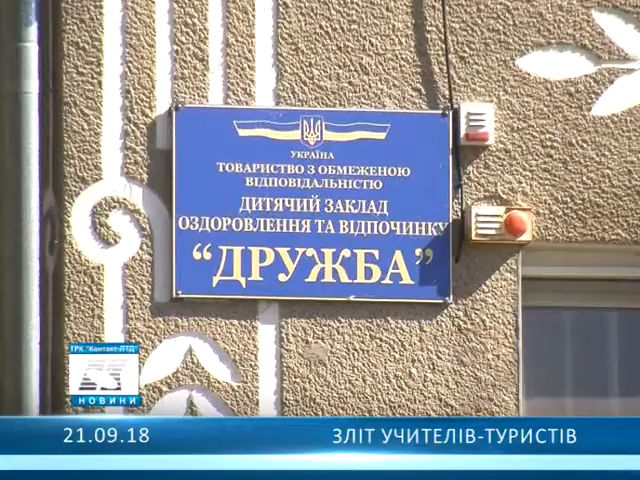 УКРАЇНА
ТОВАРИСТВО З ОБМЕЖЕНОЮ
ВІДПОВІДАЛЬНІСТЮ
ДИТЯЧИЙ ЗАКЛАД
ОЗДОРОВЛЕННЯ ТА ВІДПОЧИНКУ
“ДРУЖБА”
ТРК "Контакт-ЛТД"
НОВИНИ
21.09.18 ЗЛІТ УЧИТЕЛІВ-ТУРИСТІВ